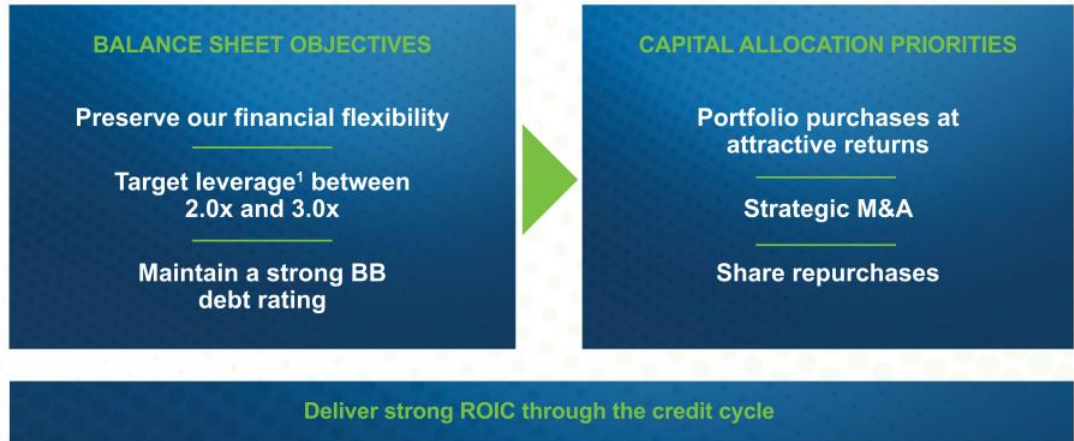 BALANCE SHEET OBJECTIVES
Preserve our financial flexibility
Target leverage¹ between
2.0x and 3.0x
Maintain a strong BB
debt rating
CAPITAL ALLOCATION PRIORITIES
Portfolio purchases at
attractive returns
Strategic M&A
Share repurchases
Deliver strong ROIC through the credit cycle